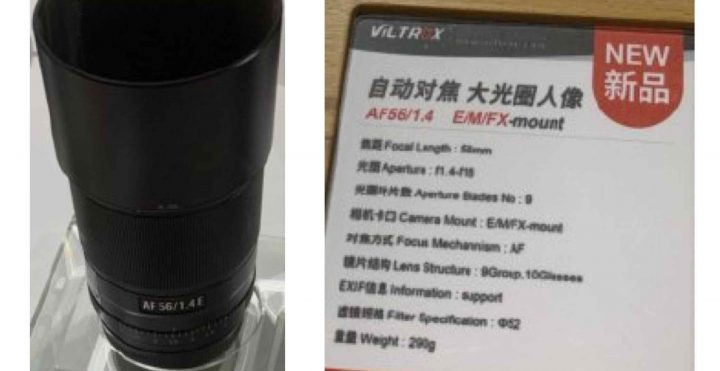 AF 56/1.4 E
VILTROX
NEW
新品
自动对焦 大光圈人像
AF56/1.4 E/M/FX-mount
焦距 Focal Length : 56mm
光圈 Aperture : f1.4-f16
光圈叶片数 Aperture Blades No : 9
相机卡口 Camera Mount : E/M/FX-mount
对焦方式 Focus Mechanism : AF
镜片结构 Lens Structure : 9Group,10Glasses
EXIF信息 Information : support
滤镜规格 Filter Specification : Φ52
重量 Weight : 290g